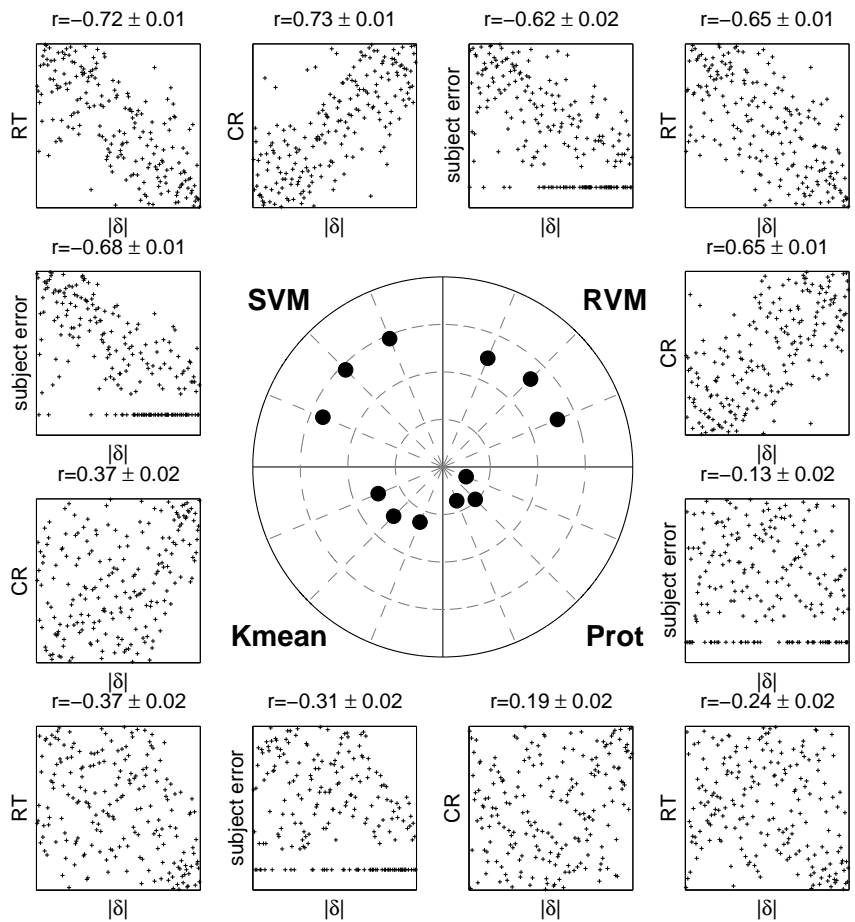 r=−0.72 ± 0.01
r=0.73 ± 0.01
r=−0.62 ± 0.02
r=−0.65 ± 0.01
RT
CR
subject error
RT
|δ|
|δ|
|δ|
|δ|
r=−0.68 ± 0.01
r=0.65 ± 0.01
subject error
SVM
RVM
CR
|δ|
|δ|
r=0.37 ± 0.02
r=−0.13 ± 0.02
CR
Kmean
Prot
subject error
|δ|
|δ|
r=−0.37 ± 0.02
r=−0.31 ± 0.02
r=0.19 ± 0.02
r=−0.24 ± 0.02
RT
subject error
CR
RT
|δ|
|δ|
|δ|
|δ|